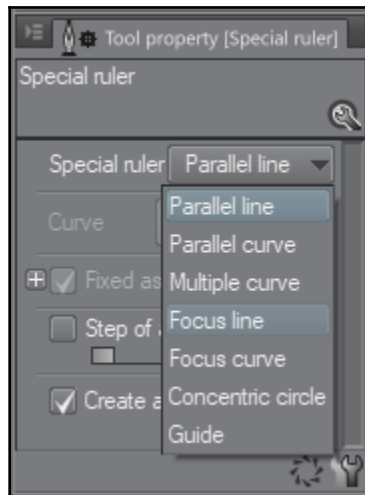 Tool property [Special ruler]
Special ruler
Special ruler Parallel line
Parallel line
Curve
Parallel curve
Fixed as
Multiple curve
Step of
Focus line
Focus curve
Create a
Concentric circle
Guide